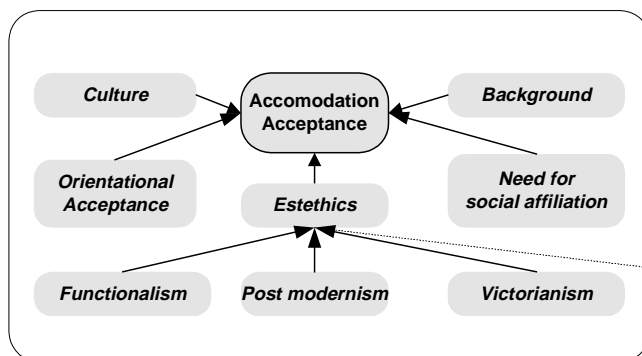 Culture
Accomodation
Acceptance
Background
Orientational
Acceptance
Estethics
Need for
social affiliation
Functionalism
Post modernism
Victorianism